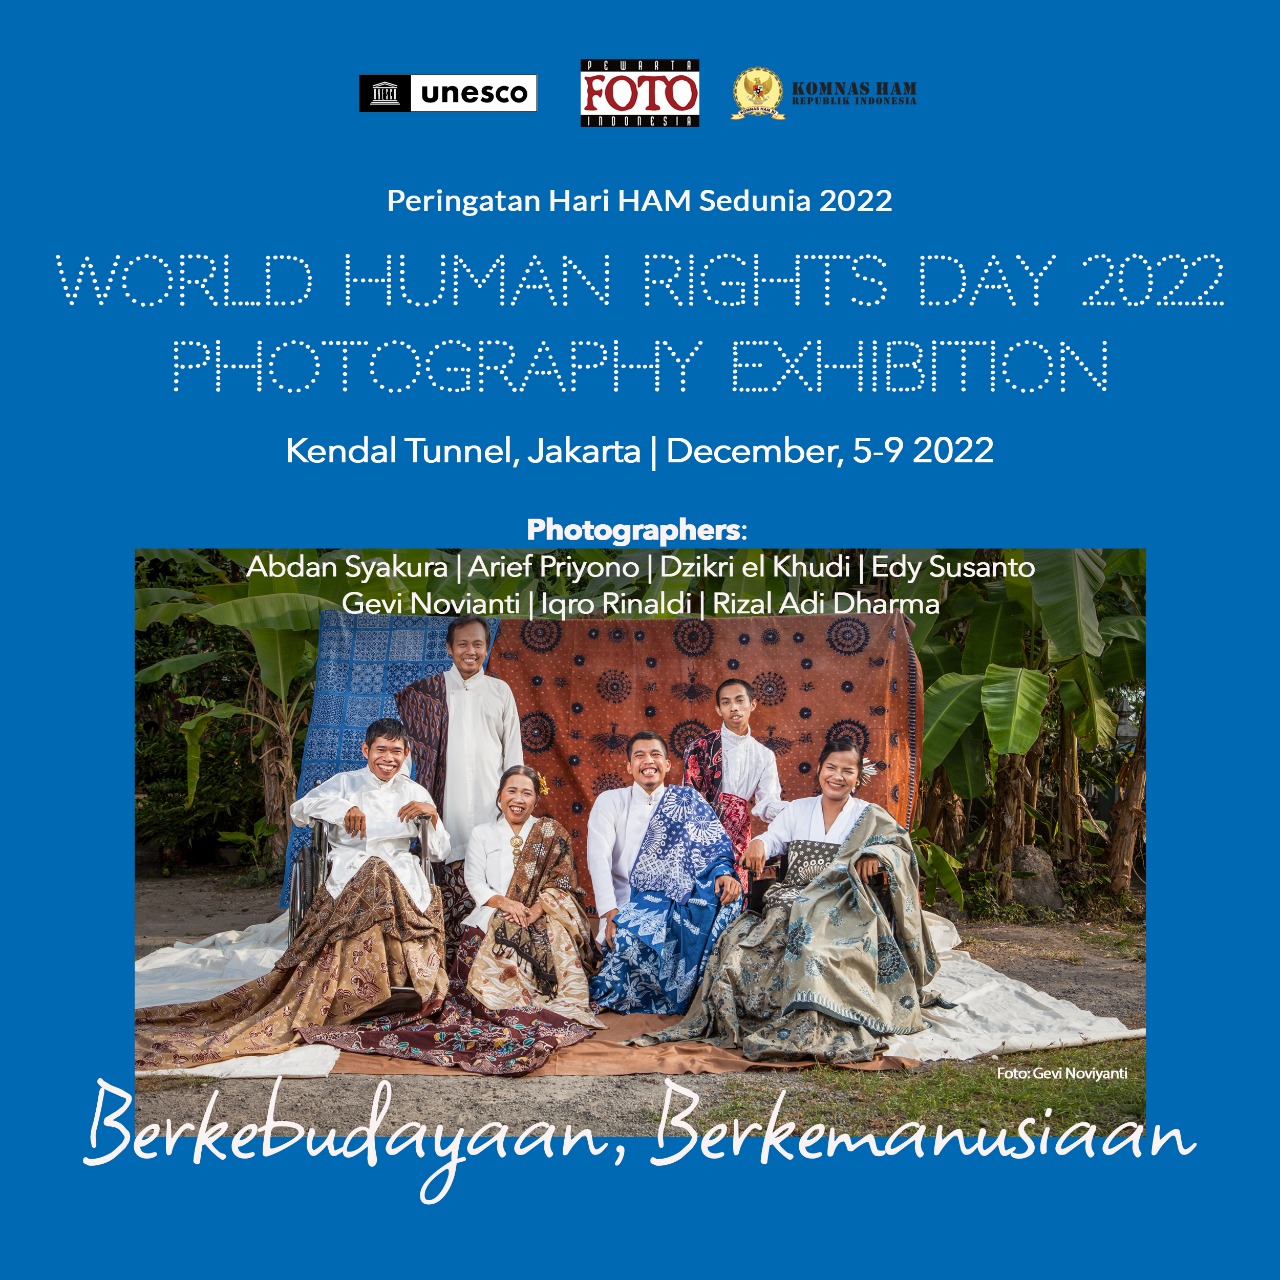 unesco
PEWARTA
FOTO
INDONESIA
KOMNAS HAM
REPUBLIK INDONESIA
Peringatan Hari HAM Sedunia 2022
WORLD HUMAN RIGHTS DAY 2022
PHOTOGRAPHY EXHIBITION
Kendal Tunnel, Jakarta | December, 5-9 2022
Photographers:
Abdan Syakura | Arief Priyono | Dzikri el Khudi | Edy Susanto
Gevi Novianti | Iqro Rinaldi | Rizal Adi Dharma
Foto: Gevi Noviyanti
Berkebudayaan, Berkemanusiaan